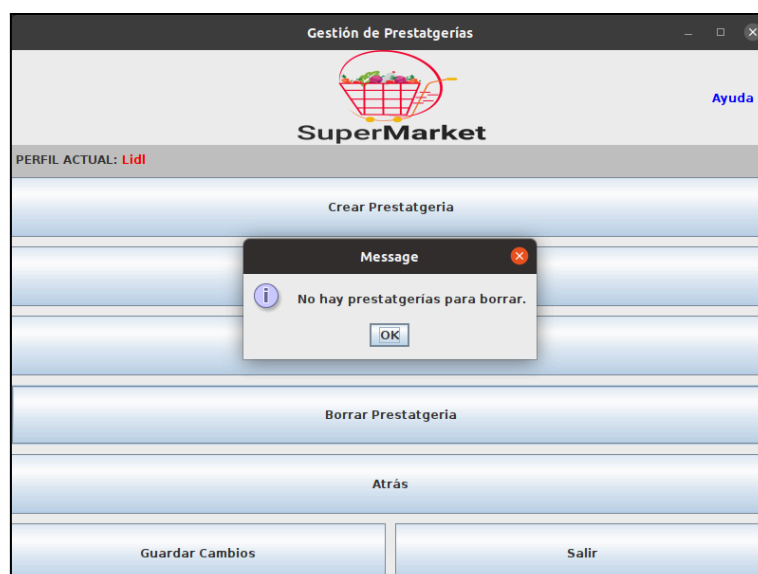 Gestión de Prestatgerías
SuperMarket
Ayuda
PERFIL ACTUAL: Lidl
Crear Prestatgeria
Message
No hay prestatgerías para borrar.
OK
Borrar Prestatgeria
Atrás
Guardar Cambios
Salir